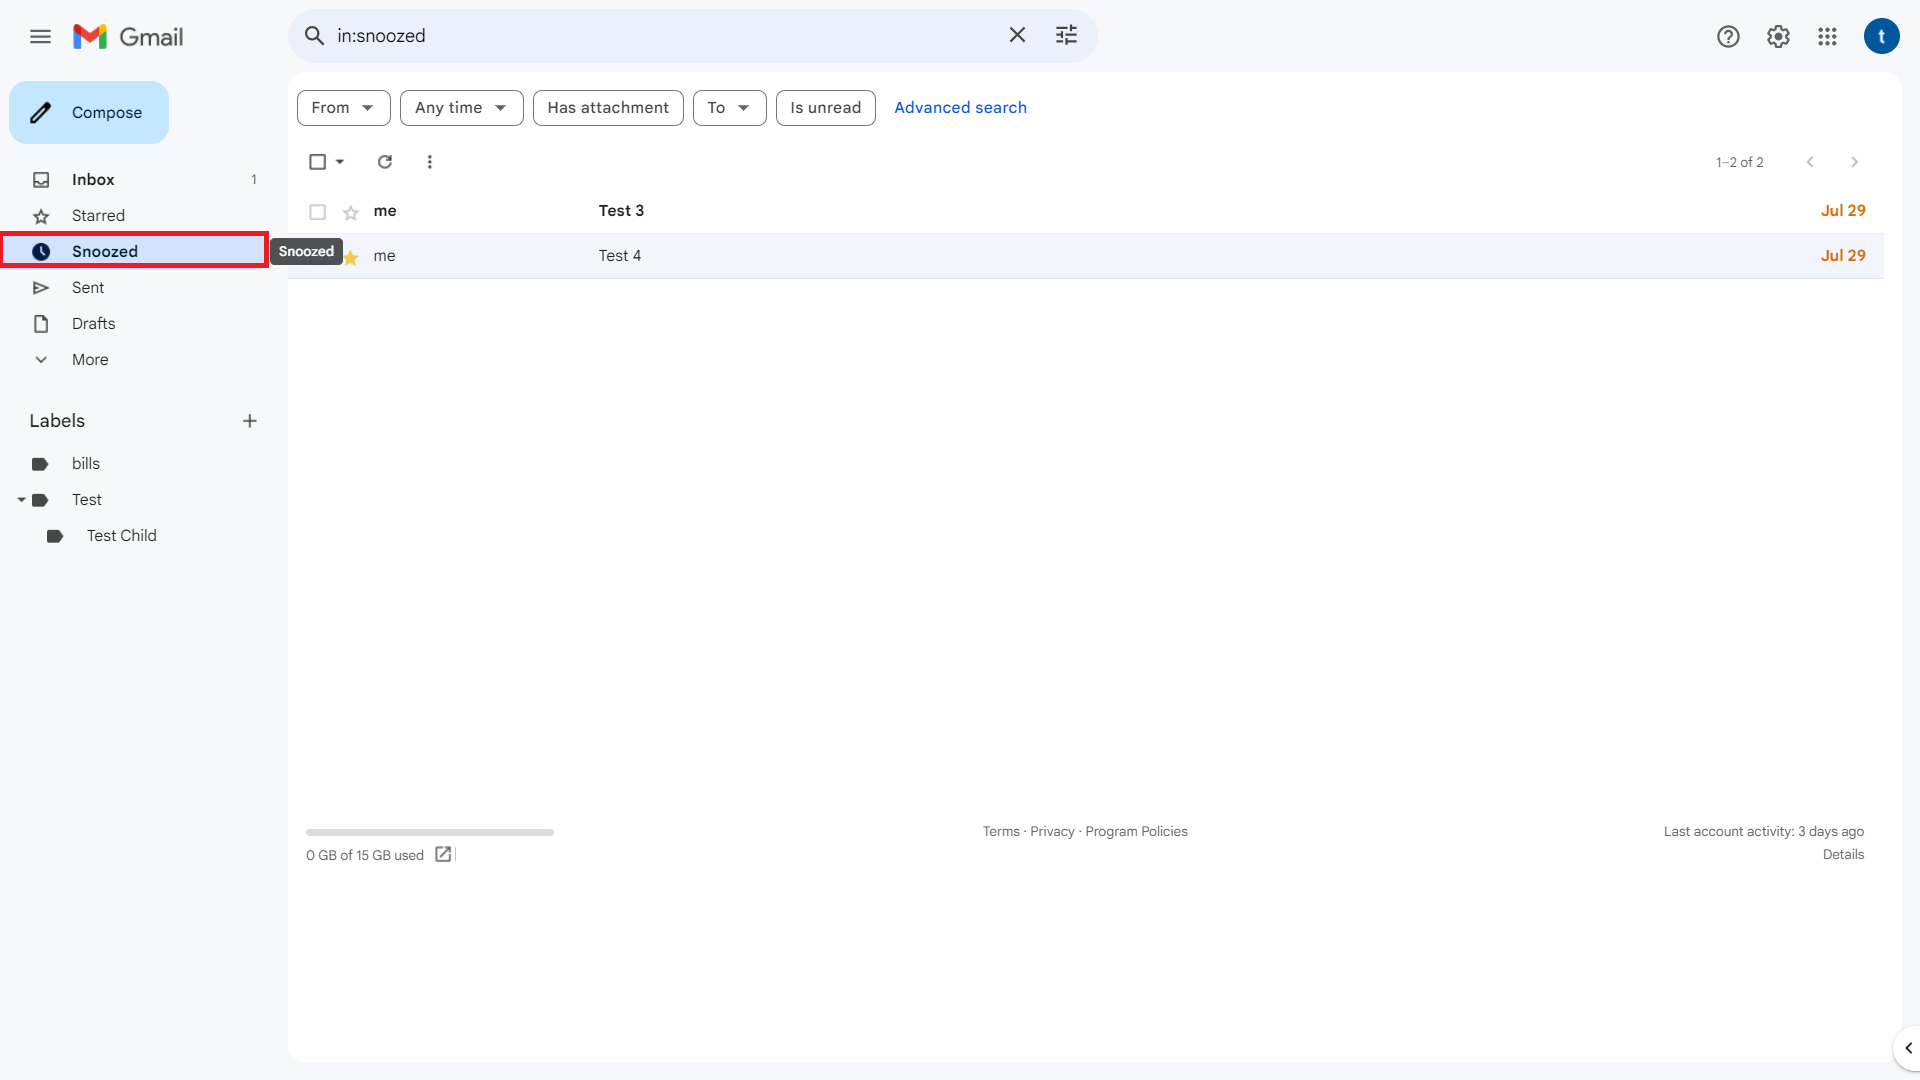 Gmail
in:snoozed
t
Compose
From
Any time
Has attachment
To
Is unread
Advanced search
1–2 of 2
Inbox 1
Starred
Snoozed
Snoozed
Sent
Drafts
More
me Test 3 Jul 29
me Test 4 Jul 29
Labels
bills
Test
Test Child
0 GB of 15 GB used
Terms · Privacy · Program Policies
Last account activity: 3 days ago
Details